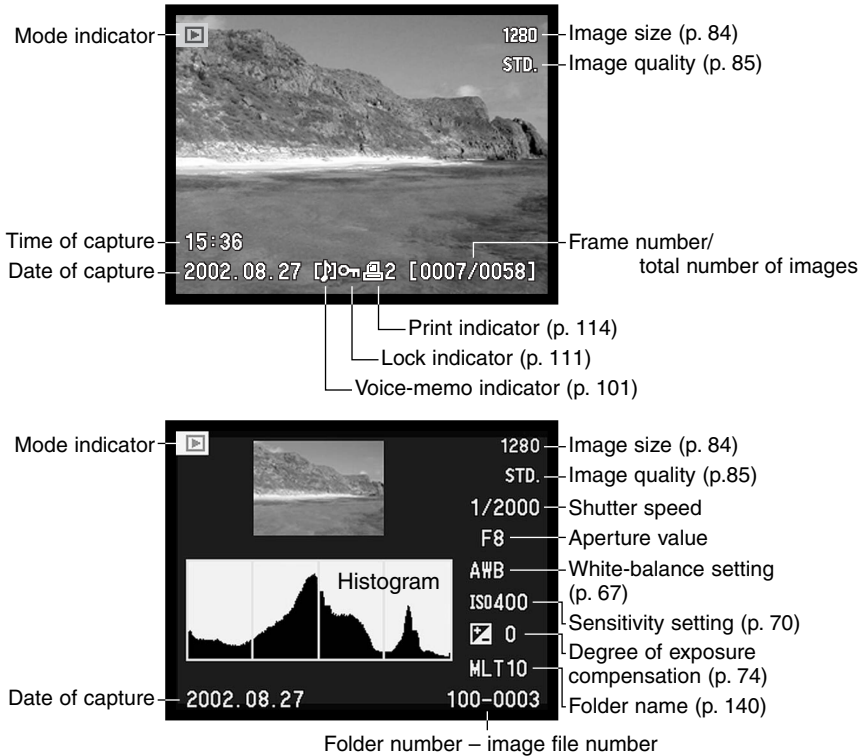 Mode indicator
1280 Image size (p. 84)
STD. Image quality (p. 85)
Time of capture 15:36
Date of capture 2002.08.27 2 [0007/0058]
Frame number/
total number of images
Print indicator (p. 114)
Lock indicator (p. 111)
Voice-memo indicator (p. 101)
Mode indicator
1280 Image size (p. 84)
STD. Image quality (p.85)
1/2000 Shutter speed
F8 Aperture value
Histogram
AWB White-balance setting
(p. 67)
ISO400 Sensitivity setting (p. 70)
0 Degree of exposure
compensation (p. 74)
MLT10 Folder name (p. 140)
Date of capture 2002.08.27
100-0003
Folder number – image file number